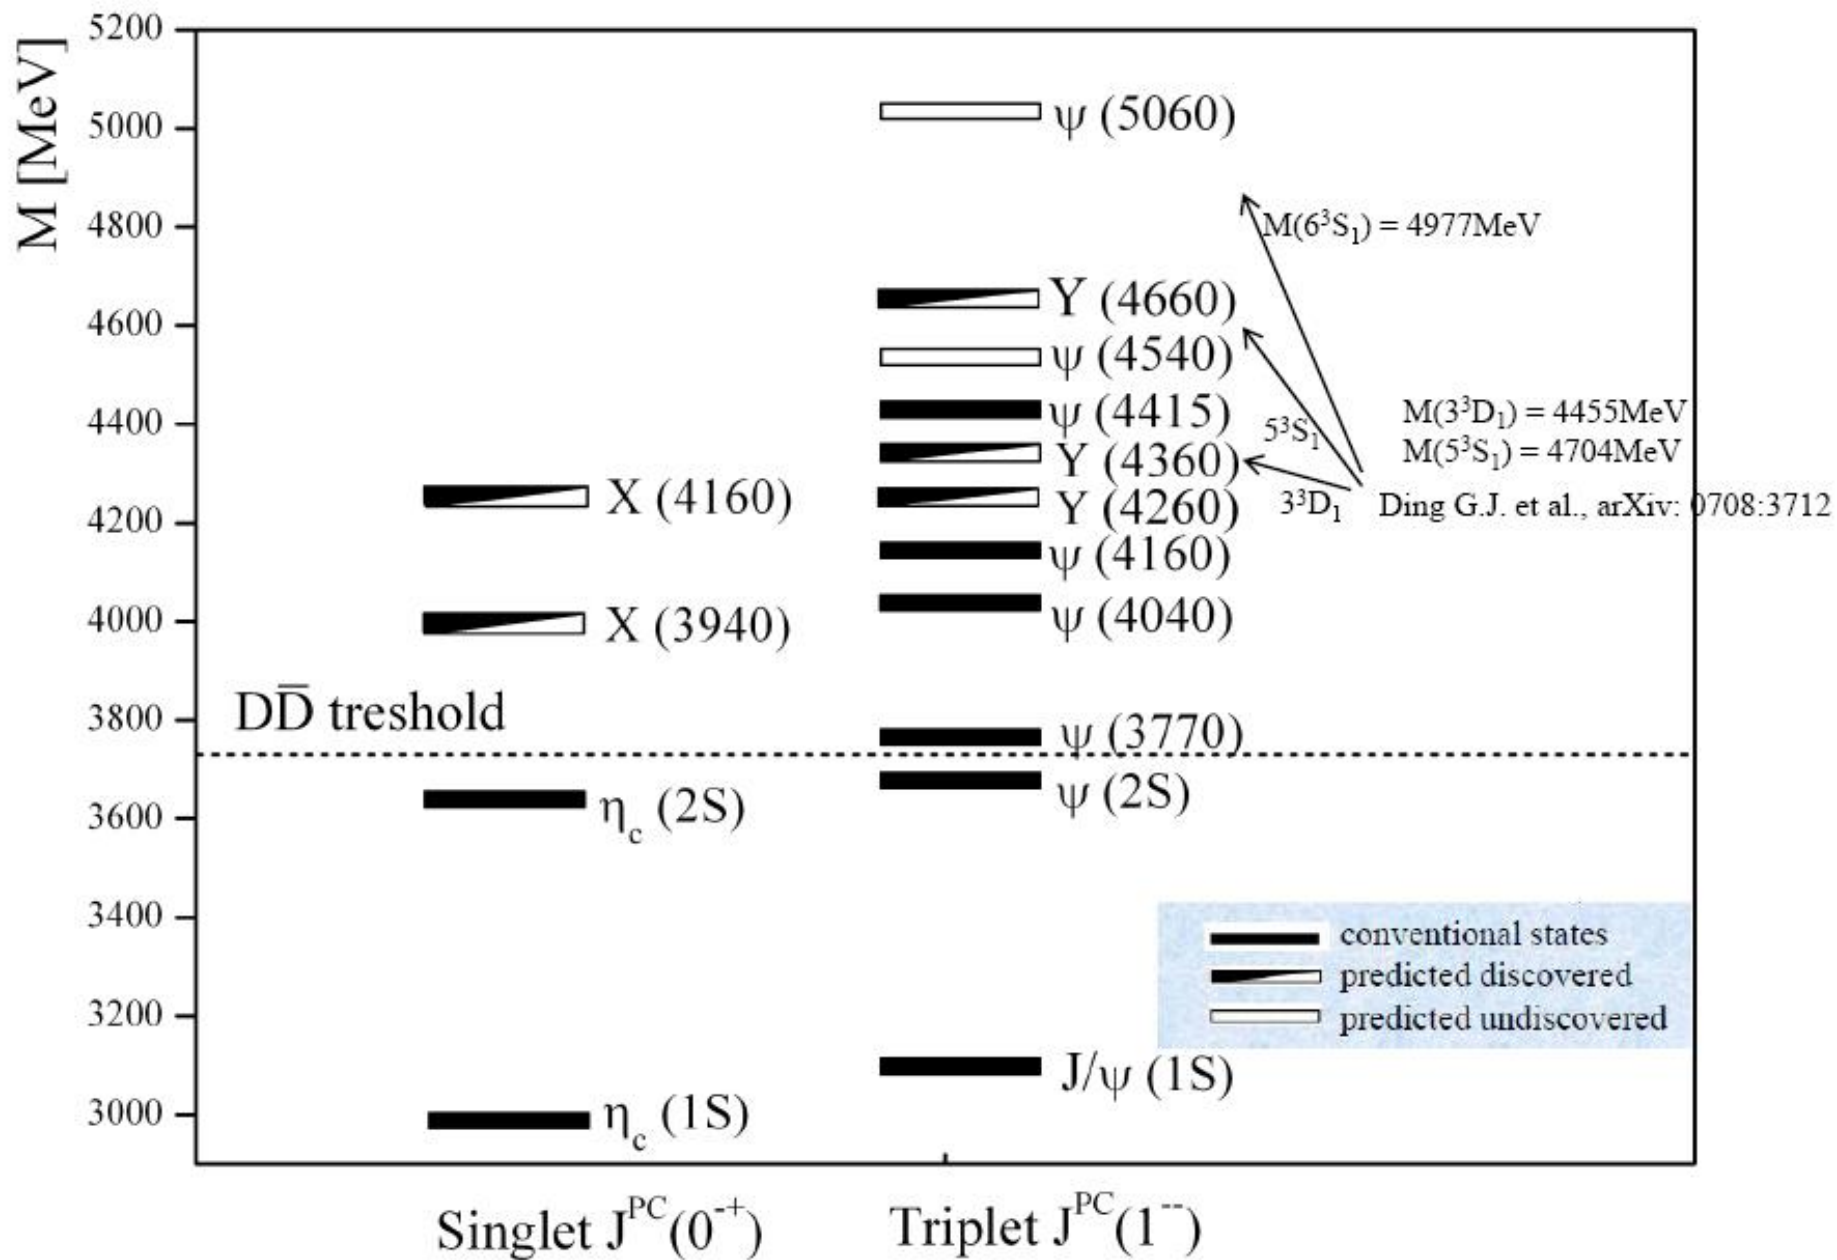 M [MeV]
5200
5000
4800
4600
4400
4200
4000
3800
3600
3400
3200
3000
ψ (5060)
M(6³S₁) = 4977MeV
Y (4660)
ψ (4540)
ψ (4415)
M(3³D₁) = 4455MeV
5³S₁
M(5³S₁) = 4704MeV
Y (4360)
X (4160)
Y (4260)
3³D₁
Ding G.J. et al., arXiv: 0708:3712
ψ (4160)
X (3940)
ψ (4040)
DD̅ treshold
ψ (3770)
η_c (2S)
ψ (2S)
conventional states
predicted discovered
predicted undiscovered
J/ψ (1S)
η_c (1S)
Singlet J^PC(0⁻⁺)
Triplet J^PC(1⁻⁻)